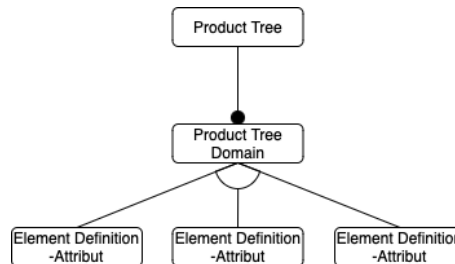 Product Tree
Product Tree
Domain
Element Definition
-Attribut
Element Definition
-Attribut
Element Definition
-Attribut